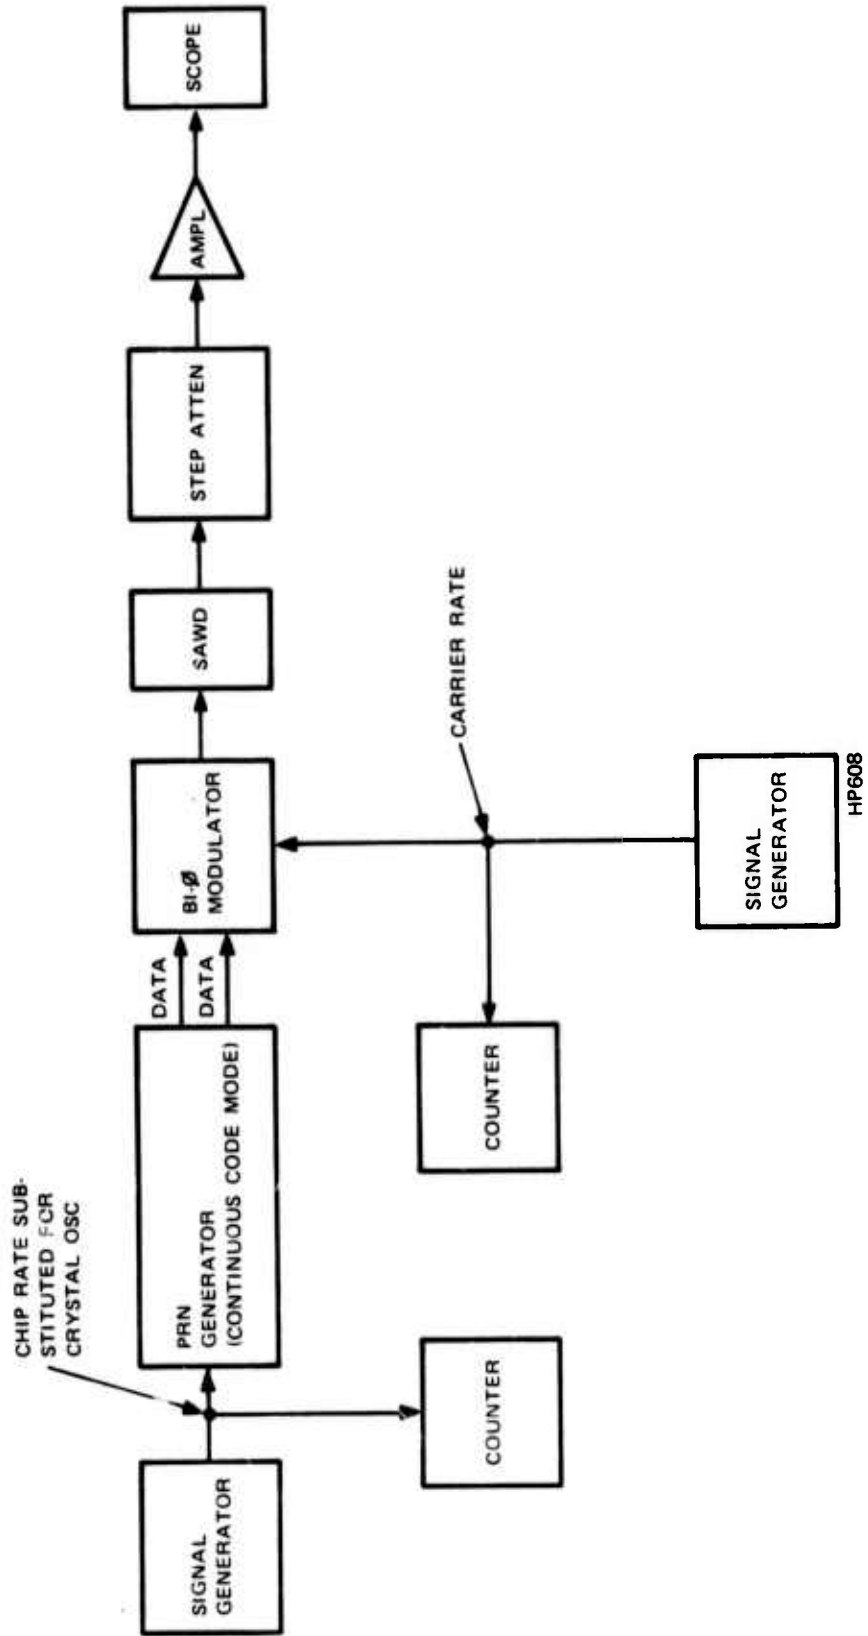 CHIP RATE SUB-
STITUTED FOR
CRYSTAL OSC
SIGNAL
GENERATOR
PRN
GENERATOR
(CONTINUOUS CODE MODE)
DATA
DATA
BI-Ø
MODULATOR
SAWD
STEP ATTEN
AMPL
SCOPE
COUNTER
COUNTER
CARRIER RATE
SIGNAL
GENERATOR
HP608